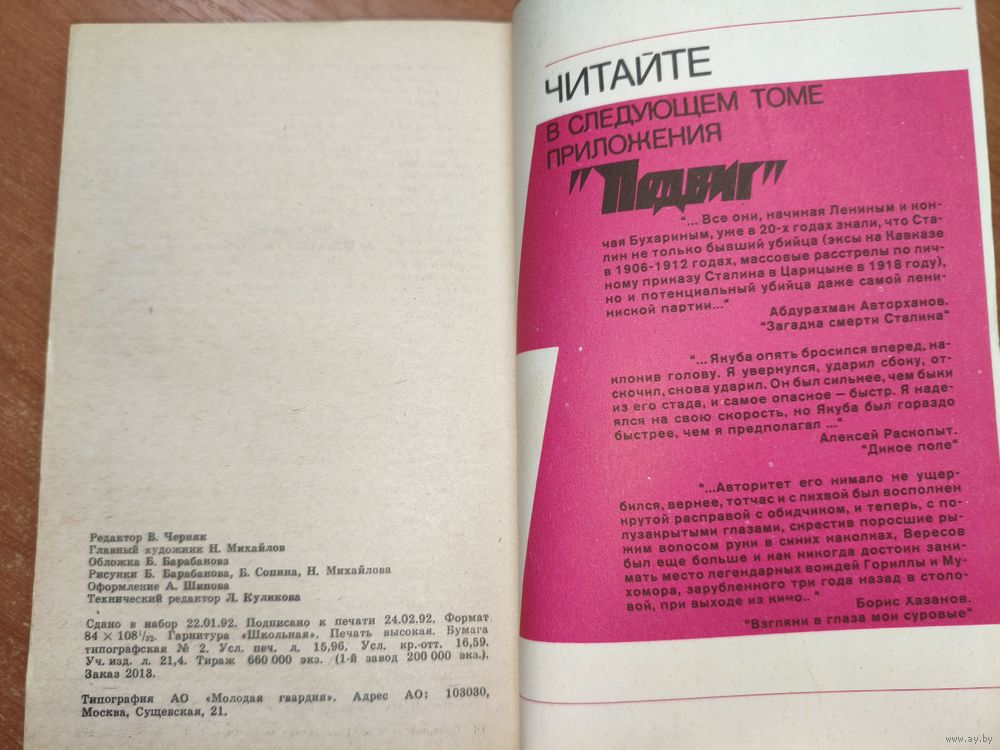 Редактор В. Черняк
Главный художник Н. Михайлов
Обложка Б. Барабанова
Рисунки Б. Барабанова, Б. Сопина, Н. Михайлова
Оформление А. Шипова
Технический редактор Л. Куликова
Сдано в набор 22.01.92. Подписано к печати 24.02.92. Формат
84 × 108¹/₃₂. Гарнитура «Школьная». Печать высокая. Бумага
типографская № 2. Усл. печ. л. 15,96. Усл. кр.-отт. 16,59.
Уч. изд. л. 21,4. Тираж 660 000 экз. (1-й завод 200 000 экз.).
Заказ 2013.
Типография АО «Молодая гвардия». Адрес АО: 103030,
Москва, Сущевская, 21.
ЧИТАЙТЕ
В СЛЕДУЮЩЕМ ТОМЕ
ПРИЛОЖЕНИЯ
"Подвиг"
"... Все они, начиная Лениным и кон-
чая Бухариным, уже в 20-х годах знали, что Ста-
лин не только бывший убийца (эксы на Кавказе
в 1906-1912 годах, массовые расстрелы по лич-
ному приказу Сталина в Царицыне в 1918 году),
но и потенциальный убийца даже самой лени-
ниской партии..."
Абдурахман Авторханов.
"Загадка смерти Сталина"
"... Якуба опять бросился вперед, на-
клонив голову. Я увернулся, ударил сбоку, от-
скочил, снова ударил. Он был сильнее, чем быки
из его стада, и самое опасное – быстр. Я наде-
ялся на свою скорость, но Якуба был гораздо
быстрее, чем я предполагал ..."
Алексей Раскопыт.
"Дикое поле"
"...Авторитет его нимало не ущер-
бился, вернее, тотчас и с лихвой был восполнен
крутой расправой с обидчиком, и теперь, с по-
лузакрытыми глазами, скрестив поросшие ры-
жим волосом руки в синих наколках, Вересов
был еще больше и как никогда достоин зани-
мать место легендарных вождей Гориллы и Му-
хомора, зарубленного три года назад в столо-
вой, при выходе из кино.. "
Борис Хазанов.
"Взгляни в глаза мои суровые"
www.ay.by